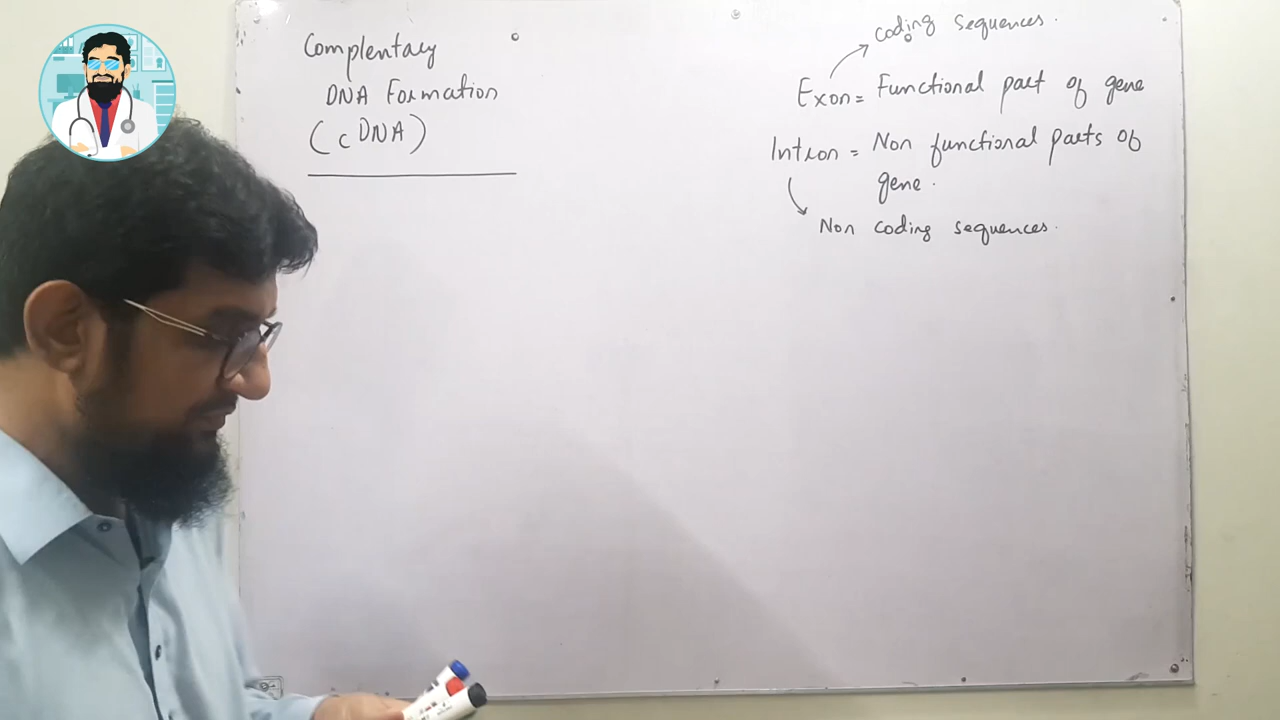 Complentary
DNA Formation
(cDNA)
coding sequences.
Exon = Functional part of gene
Intron = Non functional parts of
gene.
Non coding sequences.